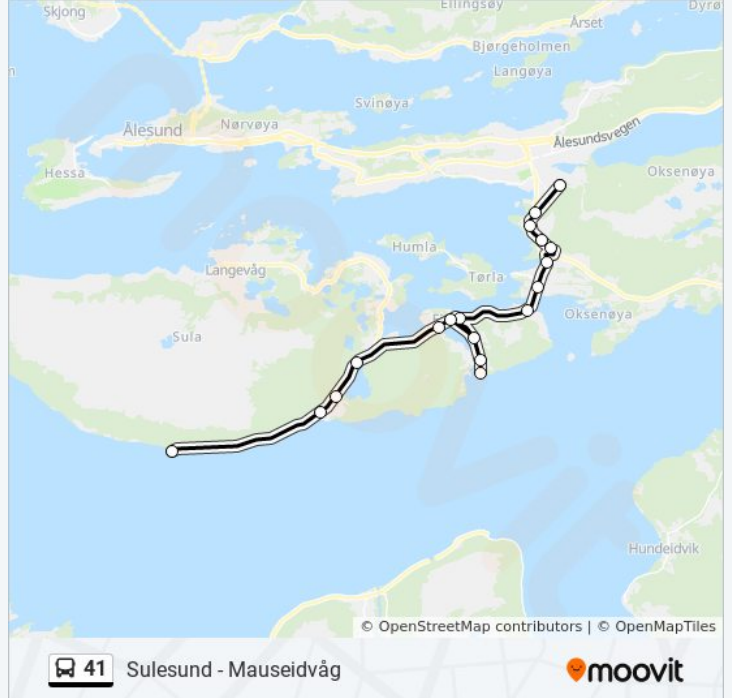 Ellingsøy
Dyrø
Skjong
Årset
Bjørgeholmen
Langøya
Svinøya
Ålesund
Nørvøya
Ålesundsvegen
Hessa
Oksenøya
Humla
Langevåg
Tørla
Oksenøya
Sula
Hundeidvik
© OpenStreetMap contributors | © OpenMapTiles
41 Sulesund - Mauseidvåg
moovit